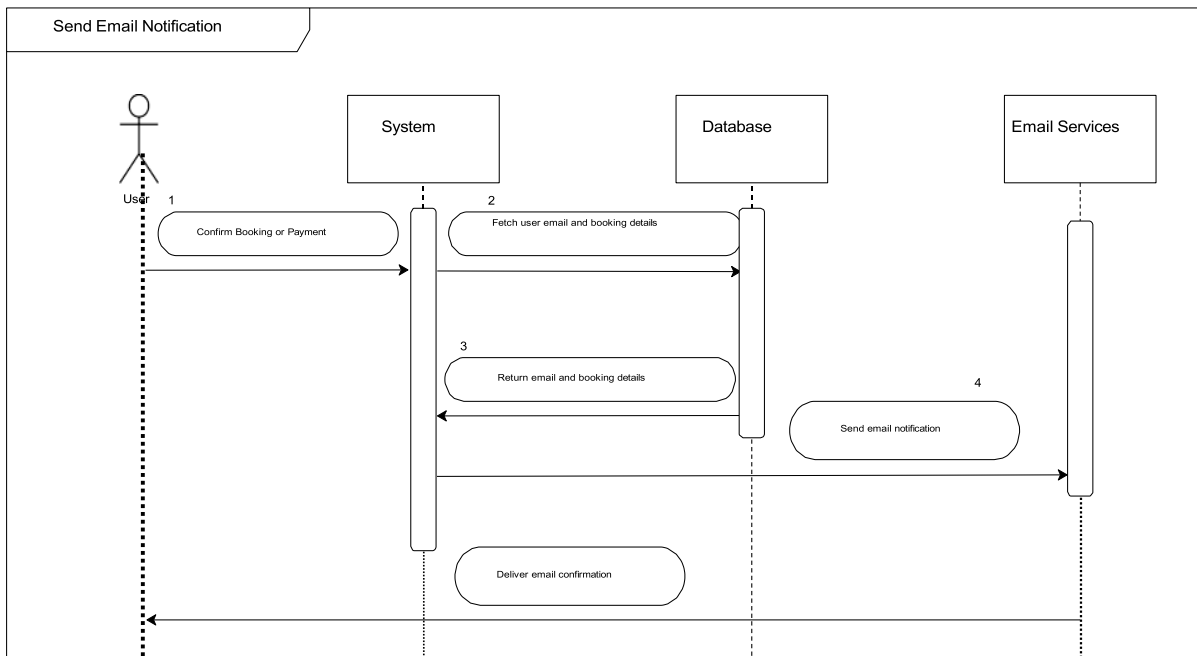 Send Email Notification
System
Database
Email Services
User
1
2
Confirm Booking or Payment
Fetch user email and booking details
3
Return email and booking details
4
Send email notification
Deliver email confirmation